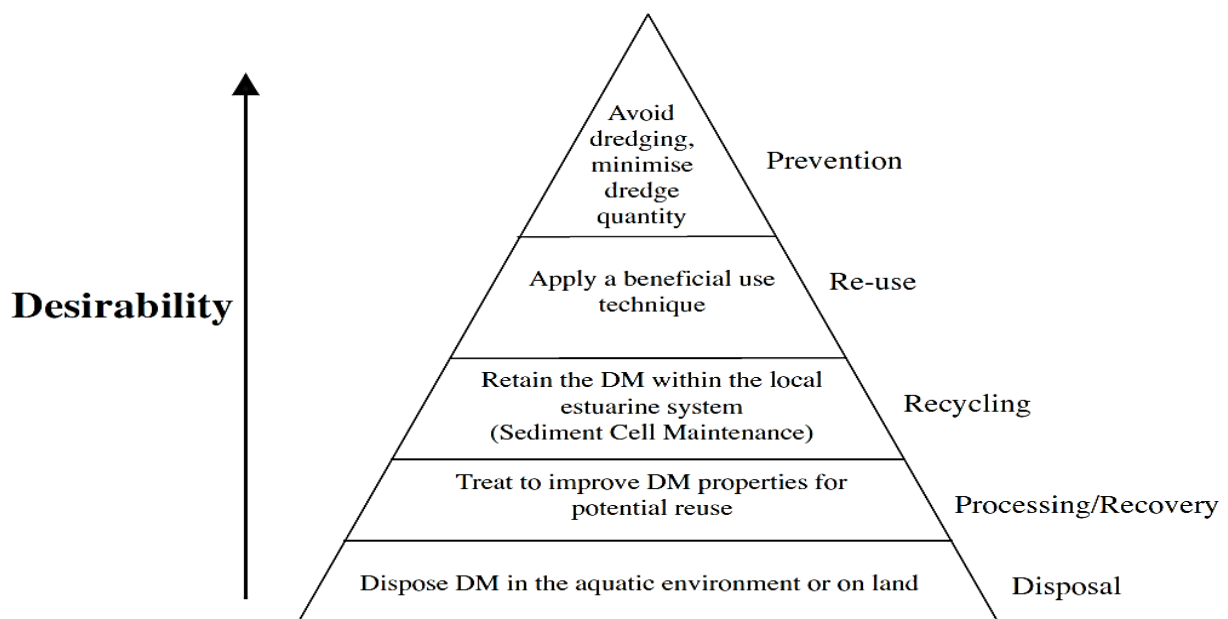 Avoid
dredging,
minimise
dredge
quantity
Prevention
Apply a beneficial use
technique
Re-use
Desirability
Retain the DM within the local
estuarine system
(Sediment Cell Maintenance)
Recycling
Treat to improve DM properties for
potential reuse
Processing/Recovery
Dispose DM in the aquatic environment or on land
Disposal